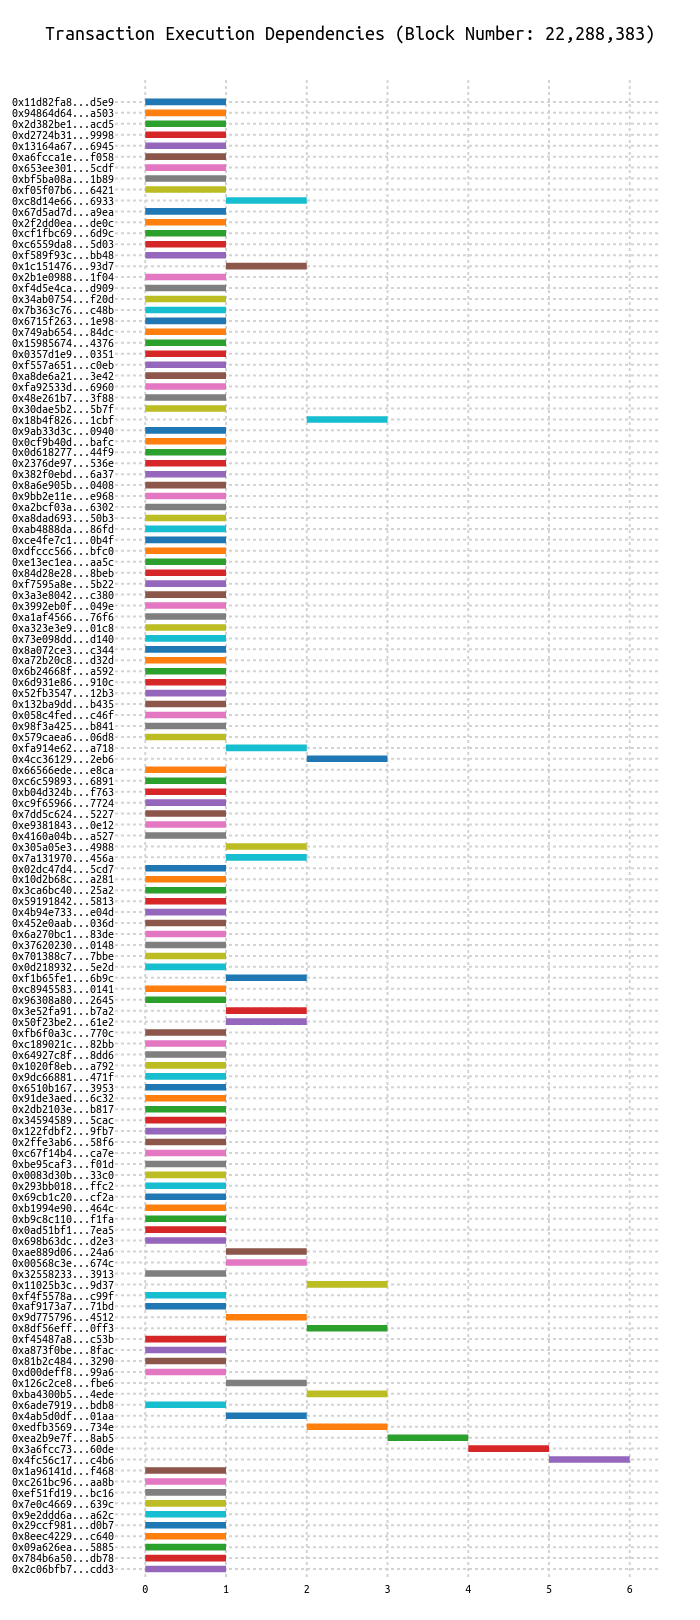 Transaction Execution Dependencies (Block Number: 22,288,383)
0x11d82fa8...d5e9
0x94864d64...a503
0x2d382be1...acd5
0xd2724b31...9998
0x13164a67...6945
0xa6fcca1e...f058
0x653ee301...5cdf
0xbf5ba08a...1b89
0xf05f07b6...6421
0xc8d14e66...6933
0x67d5ad7d...a9ea
0x2f2dd0ea...de0c
0xcf1fbc69...6d9c
0xc6559da8...5d03
0xf589f93c...bb48
0x1c151476...93d7
0x2b1e0988...1f04
0xf4d5e4ca...d909
0x34ab0754...f20d
0x7b363c76...c48b
0x6715f263...1e98
0x749ab654...84dc
0x15985674...4376
0x0357d1e9...0351
0xf557a651...c0eb
0xa8de6a21...3e42
0xfa92533d...6960
0x48e261b7...3f88
0x30dae5b2...5b7f
0x18b4f826...1cbf
0x9ab33d3c...0940
0x0cf9b40d...bafc
0x0d618277...44f9
0x2376de97...536e
0x382f0ebd...6a37
0x8a6e905b...0408
0x9bb2e11e...e968
0xa2bcf03a...6302
0xa8dad693...50b3
0xab4888da...86fd
0xce4fe7c1...0b4f
0xdfccc566...bfc0
0xe13ec1ea...aa5c
0x84d28e28...8beb
0xf7595a8e...5b22
0x3a3e8042...c380
0x3992eb0f...049e
0xa1af4566...76f6
0xa323e3e9...01c8
0x73e098dd...d140
0x8a072ce3...c344
0xa72b20c8...d32d
0x6b24668f...a592
0x6d931e86...910c
0x52fb3547...12b3
0x132ba9dd...b435
0x058c4fed...c46f
0x98f3a425...b841
0x579caea6...06d8
0xfa914e62...a718
0x4cc36129...2eb6
0x66566ede...e8ca
0xc6c59893...6891
0xb04d324b...f763
0xc9f65966...7724
0x7dd5c624...5227
0xe9381843...0e12
0x4160a04b...a527
0x305a05e3...4988
0x7a131970...456a
0x02dc47d4...5cd7
0x10d2b68c...a281
0x3ca6bc40...25a2
0x59191842...5813
0x4b94e733...e04d
0x452e0aab...036d
0x6a270bc1...83de
0x37620230...0148
0x701388c7...7bbe
0x0d218932...5e2d
0xf1b65fe1...6b9c
0xc8945583...0141
0x96308a80...2645
0x3e52fa91...b7a2
0x50f23be2...61e2
0xfb6f0a3c...770c
0xc189021c...82bb
0x64927c8f...8dd6
0x1020f8eb...a792
0x9dc66881...471f
0x6510b167...3953
0x91de3aed...6c32
0x2db2103e...b817
0x34594589...5cac
0x122fdbf2...9fb7
0x2ffe3ab6...58f6
0xc67f14b4...ca7e
0xbe95caf3...f01d
0x0083d30b...33c0
0x293bb018...ffc2
0x69cb1c20...cf2a
0xb1994e90...464c
0xb9c8c110...f1fa
0x0ad51bf1...7ea5
0x698b63dc...d2e3
0xae889d06...24a6
0x00568c3e...674c
0x32558233...3913
0x11025b3c...9d37
0xf4f5578a...c99f
0xaf9173a7...71bd
0x9d775796...4512
0x8df56eff...0ff3
0xf45487a8...c53b
0xa873f0be...8fac
0x81b2c484...3290
0xd00deff8...99a6
0x126c2ce8...fbe6
0xba4300b5...4ede
0x6ade7919...bdb8
0x4ab5d0df...01aa
0xedfb3569...734e
0xea2b9e7f...8ab5
0x3a6fcc73...60de
0x4fc56c17...c4b6
0x1a96141d...f468
0xc261bc96...aa8b
0xef51fd19...bc16
0x7e0c4669...639c
0x9e2ddd6a...a62c
0x29ccf981...d0b7
0x8eec4229...c640
0x09a626ea...5885
0x784b6a50...db78
0x2c06bfb7...cdd3
0 1 2 3 4 5 6